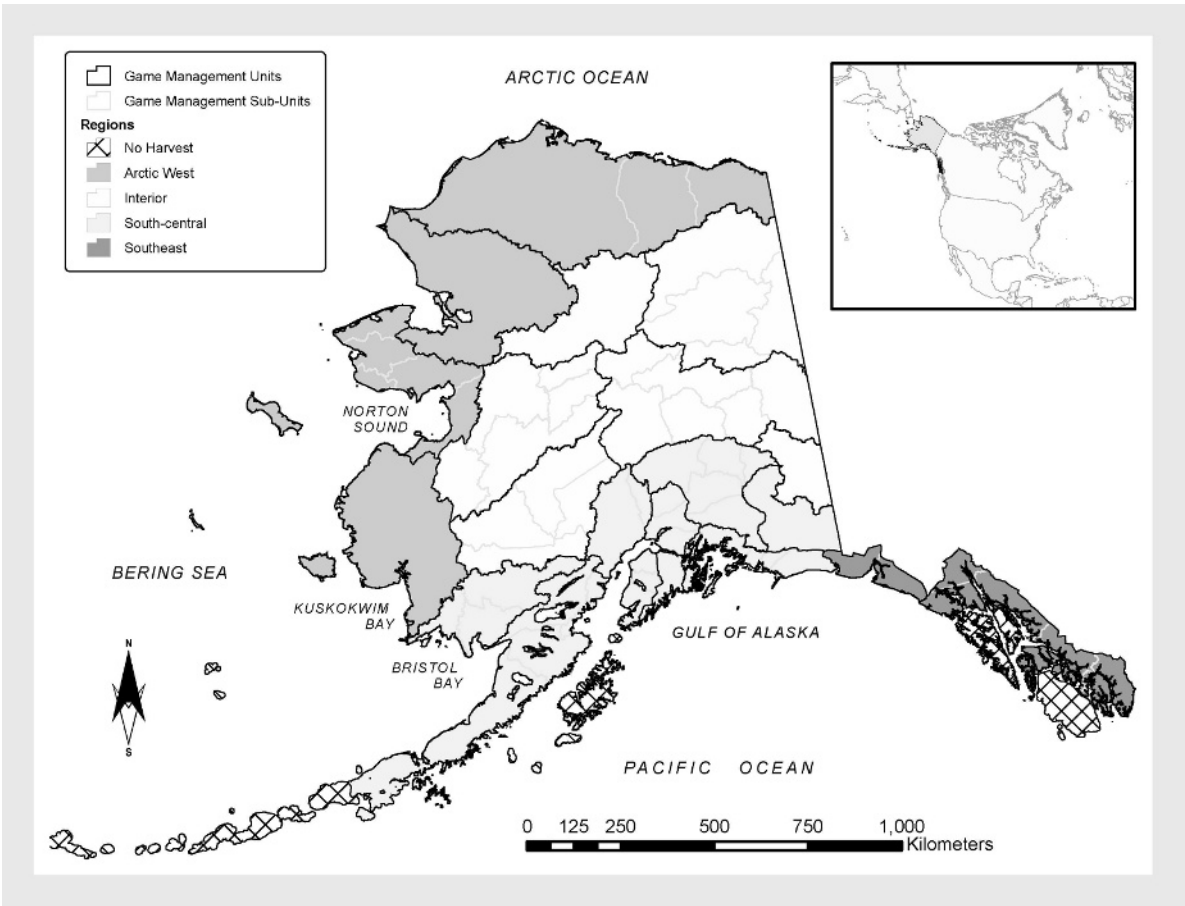 Game Management Units
Game Management Sub-Units
Regions
No Harvest
Arctic West
Interior
South-central
Southeast
ARCTIC OCEAN
NORTON
SOUND
BERING SEA
KUSKOKWIM
BAY
BRISTOL
BAY
GULF OF ALASKA
PACIFIC OCEAN
N
S
0 125 250 500 750 1,000
Kilometers